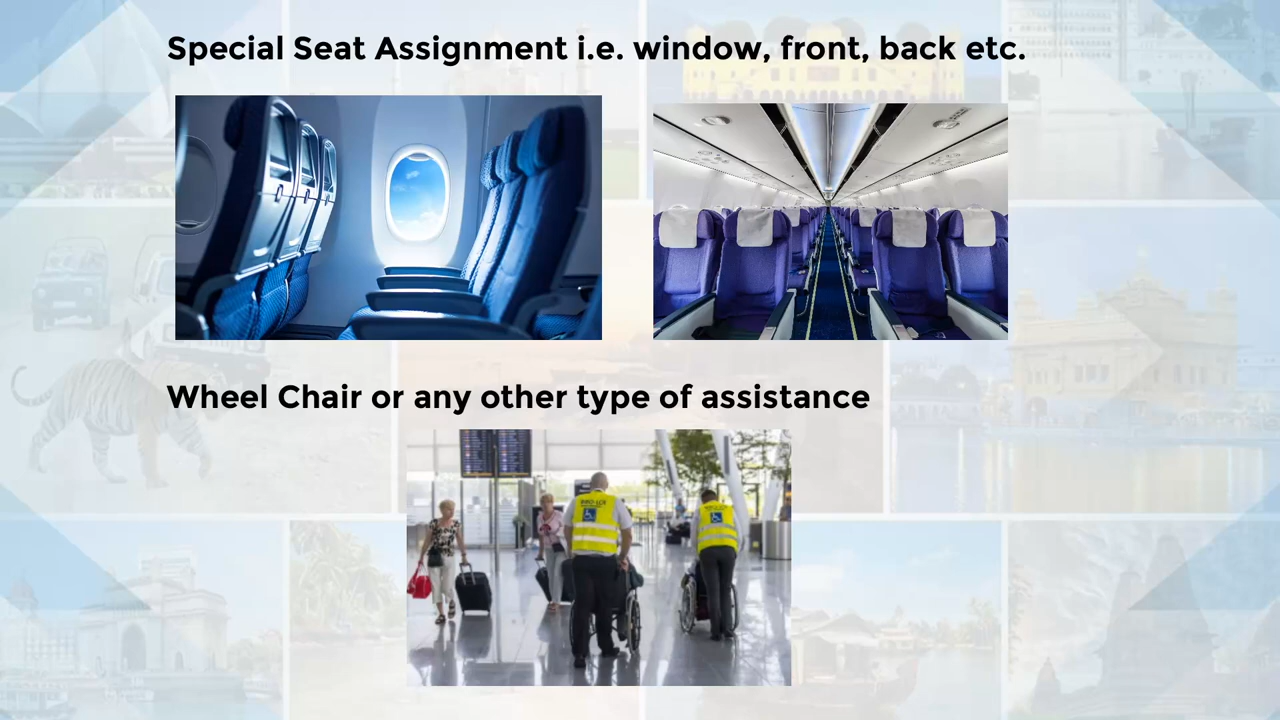 Special Seat Assignment i.e. window, front, back etc.
Wheel Chair or any other type of assistance